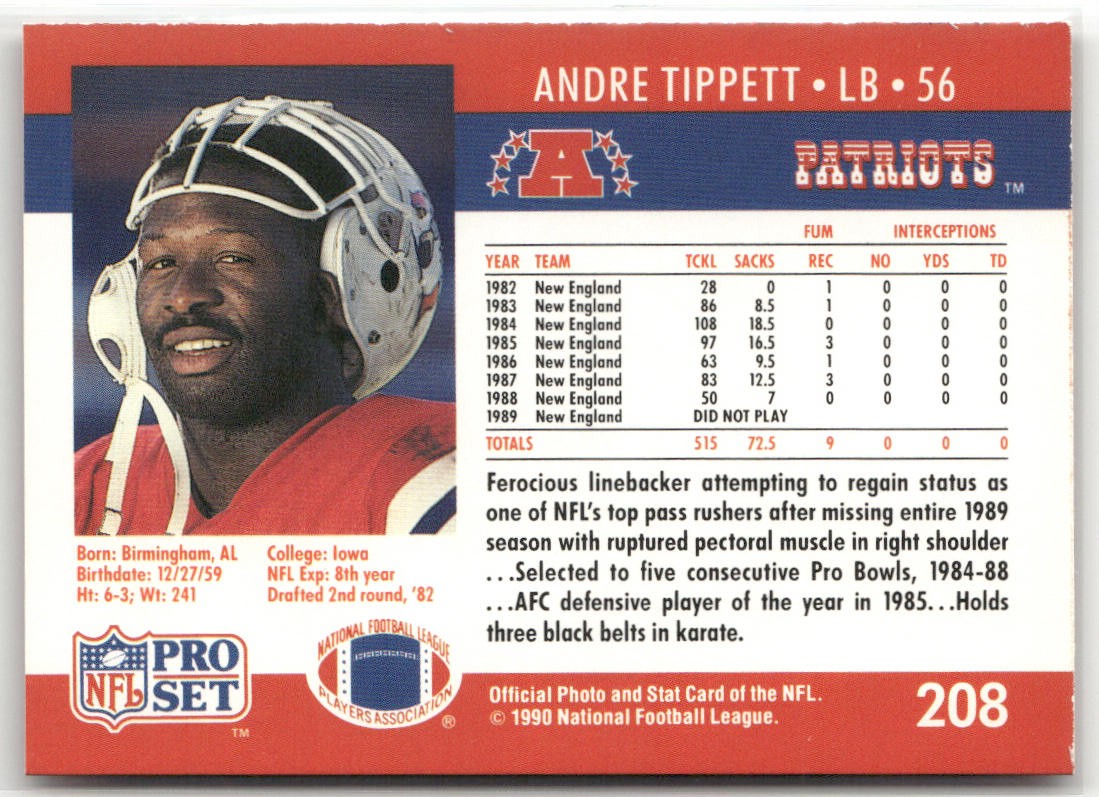 ANDRE TIPPETT • LB • 56
A
PATRIOTS TM
FUM INTERCEPTIONS
YEAR TEAM TCKL SACKS REC NO YDS TD
1982 New England 28 0 1 0 0 0
1983 New England 86 8.5 1 0 0 0
1984 New England 108 18.5 0 0 0 0
1985 New England 97 16.5 3 0 0 0
1986 New England 63 9.5 1 0 0 0
1987 New England 83 12.5 3 0 0 0
1988 New England 50 7 0 0 0 0
1989 New England DID NOT PLAY
TOTALS 515 72.5 9 0 0 0
Ferocious linebacker attempting to regain status as
one of NFL's top pass rushers after missing entire 1989
season with ruptured pectoral muscle in right shoulder
...Selected to five consecutive Pro Bowls, 1984-88
...AFC defensive player of the year in 1985...Holds
three black belts in karate.
Born: Birmingham, AL
Birthdate: 12/27/59
Ht: 6-3; Wt: 241
College: Iowa
NFL Exp: 8th year
Drafted 2nd round, '82
NFL
PRO
SET
TM
NATIONAL FOOTBALL LEAGUE
PLAYERS ASSOCIATION
®
Official Photo and Stat Card of the NFL.
© 1990 National Football League.
208